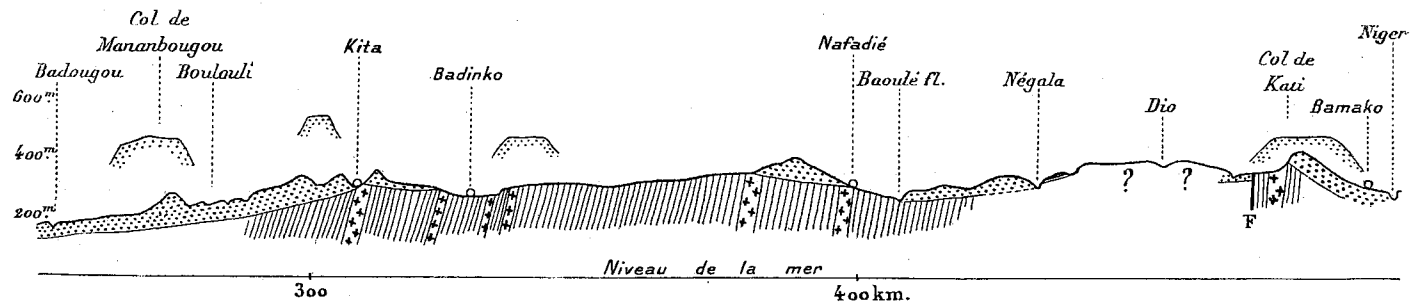 Col de
Mananbougou
Badougou
Boulouli
Kita
Badinko
Nafadié
Baoulé fl.
Négala
Dio
Col de
Kati
Bamako
Niger
600m
400m
200m
? ?
F
Niveau de la mer
300
400 km.